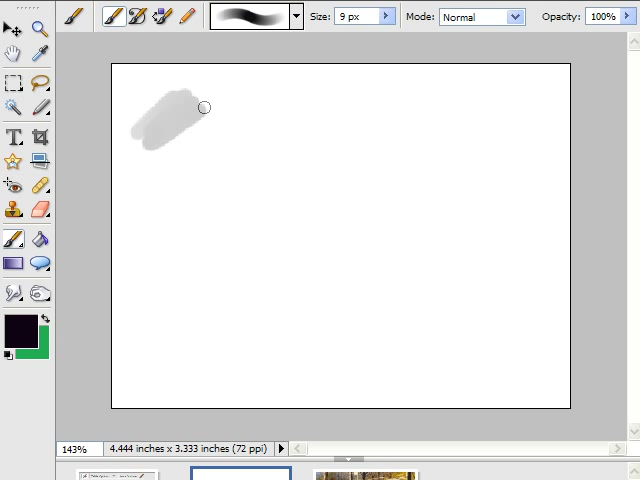 Size: 9 px Mode: Normal Opacity: 100%
T
143% 4.444 inches x 3.333 inches (72 ppi)